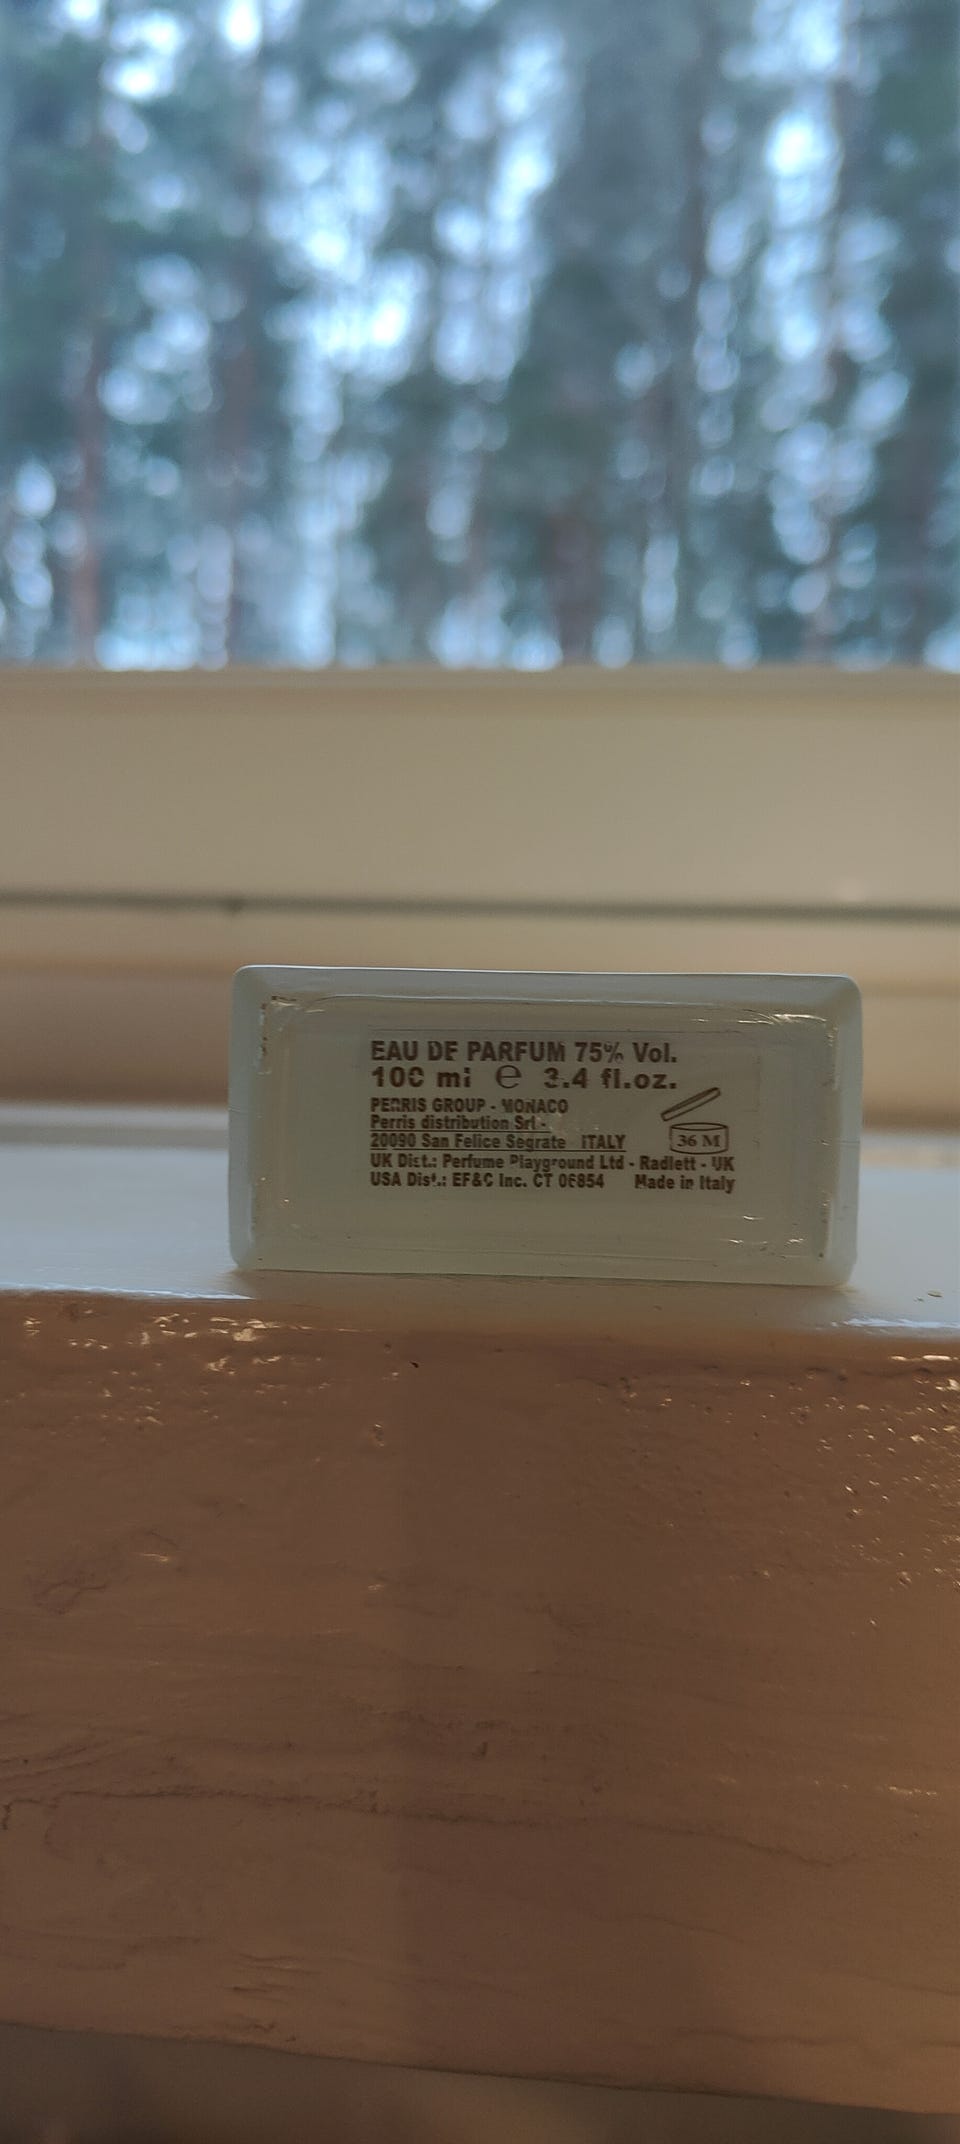 EAU DE PARFUM 75% Vol.
100 ml e 3.4 fl.oz.
PERRIS GROUP - MONACO
Perris distribution Srl -
20090 San Felice Segrate ITALY
36 M
UK Dist.: Perfume Playground Ltd - Radlett - UK
USA Dist.: EF&C Inc. CT 06854 Made in Italy